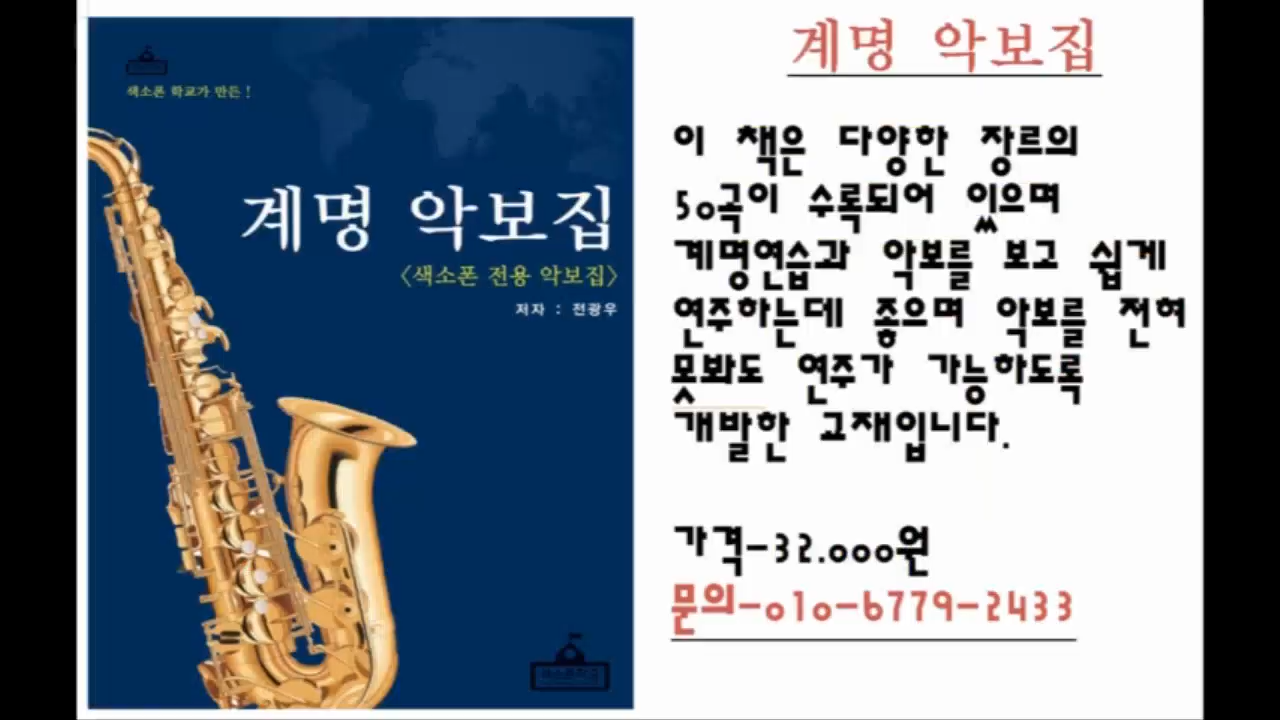 색소폰 학교가 만든 !
계명 악보집
<색소폰 전용 악보집>
저자 : 전광우
색소폰학교
계명 악보집
이 책은 다양한 장르의
50곡이 수록되어 있으며
계명연습과 악보를 보고 쉽게
연주하는데 좋으며 악보를 전혀
못봐도 연주가 가능하도록
개발한 교재입니다.
가격-32.000원
문의-010-6779-2433